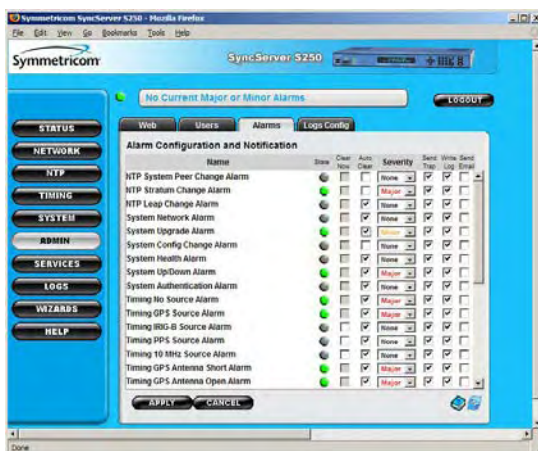 Symmetricom SyncServer S250 - Mozilla Firefox
File Edit View Go Bookmarks Tools Help
Symmetricom
SyncServer S250
No Current Major or Minor Alarms
LOGOUT
STATUS
NETWORK
NTP
TIMING
SYSTEM
ADMIN
SERVICES
LOGS
WIZARDS
HELP
Web Users Alarms Logs Config
Alarm Configuration and Notification
Name State Clear Now Auto Clear Severity Send Trap Write Log Send Email
NTP System Peer Change Alarm None
NTP Stratum Change Alarm Major
NTP Leap Change Alarm None
System Network Alarm None
System Upgrade Alarm Minor
System Config Change Alarm None
System Health Alarm None
System Up/Down Alarm Major
System Authentication Alarm None
Timing No Source Alarm Major
Timing GPS Source Alarm Major
Timing IRIG-B Source Alarm None
Timing PPS Source Alarm None
Timing 10 MHz Source Alarm None
Timing GPS Antenna Short Alarm Major
Timing GPS Antenna Open Alarm Major
APPLY CANCEL
Done